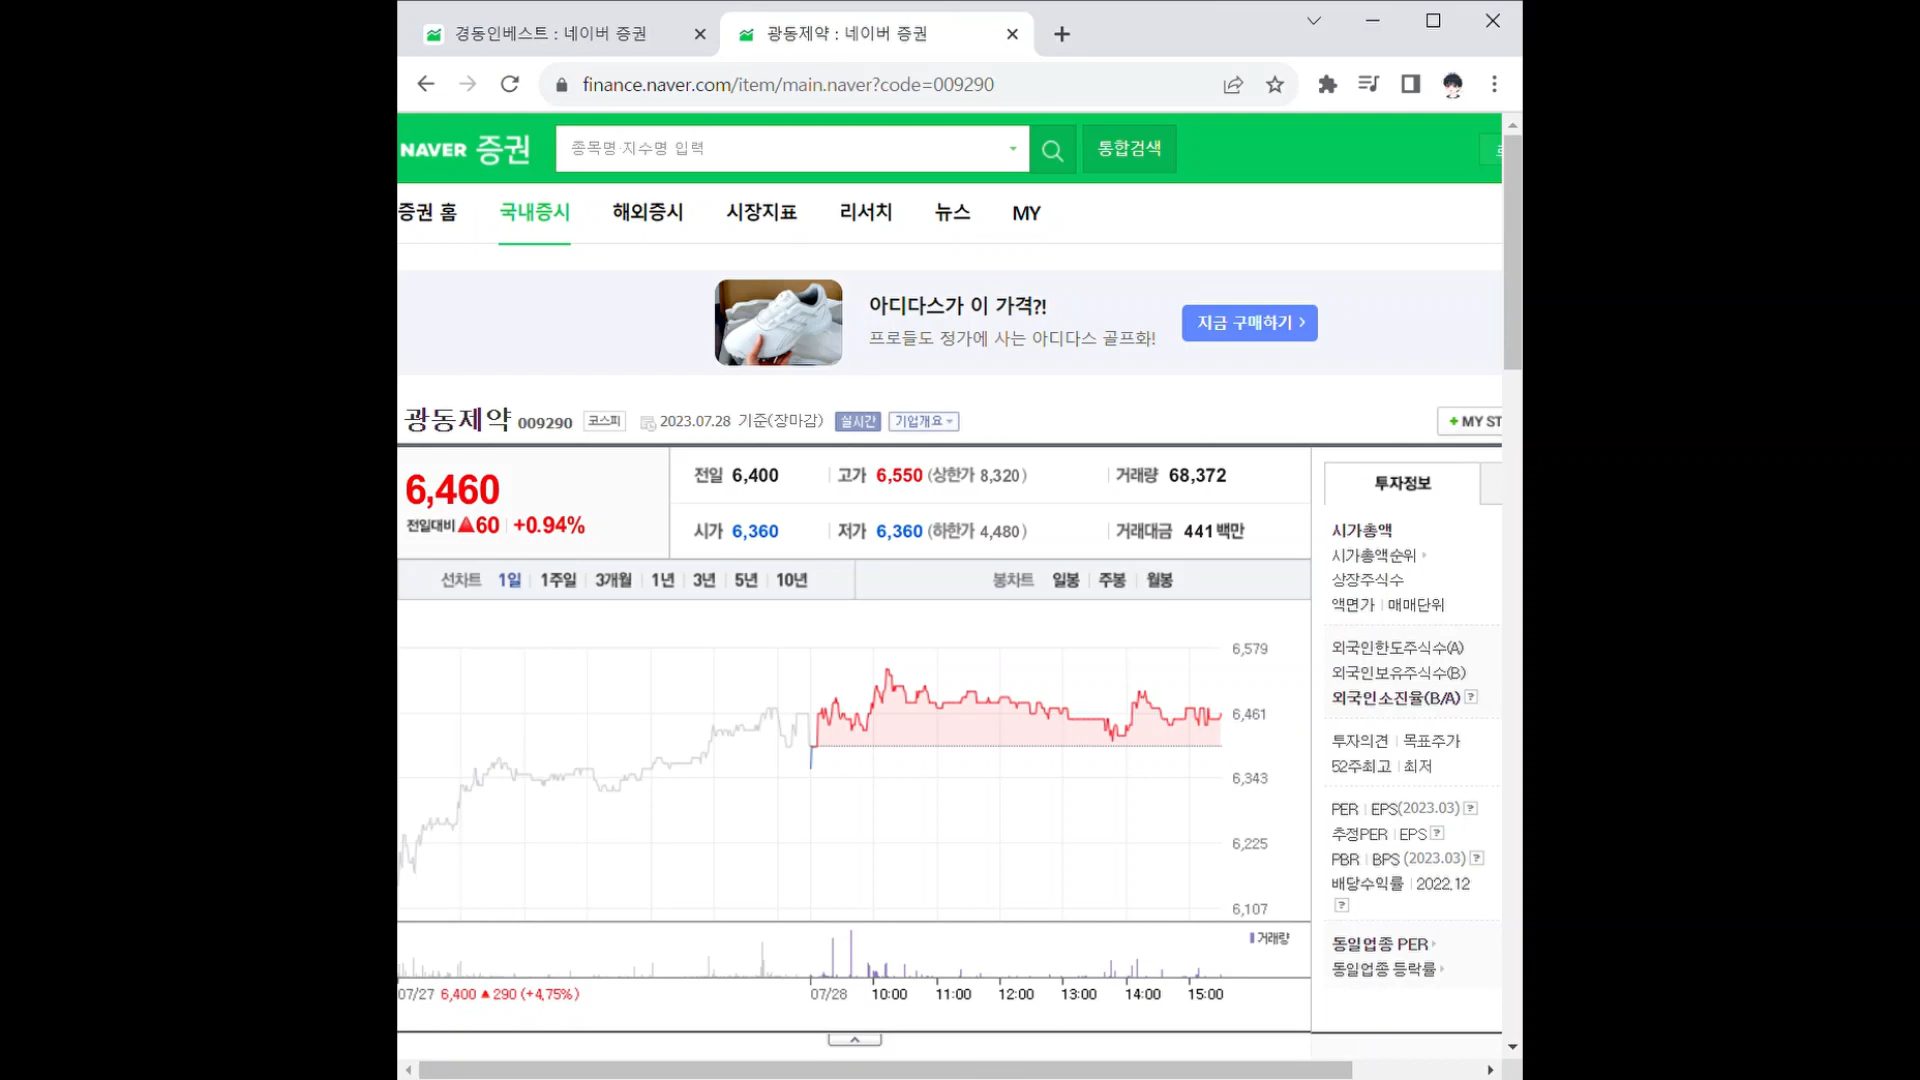 경동인베스트 : 네이버 증권
광동제약 : 네이버 증권
finance.naver.com/item/main.naver?code=009290
NAVER 증권
종목명·지수명 입력
통합검색
증권 홈
국내증시
해외증시
시장지표
리서치
뉴스
MY
아디다스가 이 가격?!
프로들도 정가에 사는 아디다스 골프화!
지금 구매하기 >
광동제약 009290 코스피 2023.07.28 기준(장마감) 실시간 기업개요
+ MY ST
6,460
전일대비 ▲60 +0.94%
전일 6,400 고가 6,550 (상한가 8,320) 거래량 68,372
시가 6,360 저가 6,360 (하한가 4,480) 거래대금 441 백만
선차트 1일 1주일 3개월 1년 3년 5년 10년
봉차트 일봉 주봉 월봉
6,579
6,461
6,343
6,225
6,107
거래량
07/27 6,400 ▲290 (+4.75%)
07/28 10:00 11:00 12:00 13:00 14:00 15:00
투자정보
시가총액
시가총액순위
상장주식수
액면가 | 매매단위
외국인한도주식수(A)
외국인보유주식수(B)
외국인소진율(B/A) ?
투자의견 | 목표주가
52주최고 | 최저
PER | EPS(2023.03) ?
추정PER | EPS ?
PBR | BPS (2023.03) ?
배당수익률 | 2022.12
?
동일업종 PER
동일업종 등락률